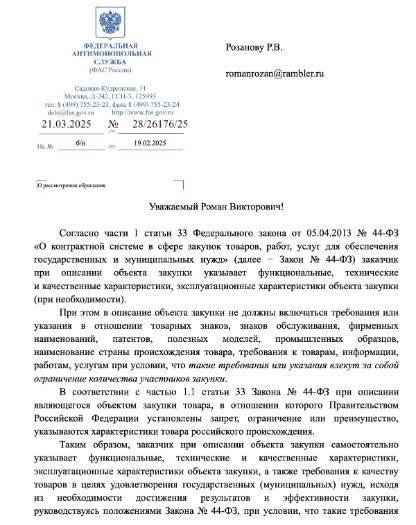 ФЕДЕРАЛЬНАЯ
АНТИМОНОПОЛЬНАЯ
СЛУЖБА
(ФАС России)
Садовая-Кудринская, 11
Москва, Д-242, ГСП-3, 125993
тел. 8 (499) 755-23-23, факс 8 (499) 755-23-24
delo@fas.gov.ru http://www.fas.gov.ru
21.03.2025 № 28/26176/25
На № б/н от 19.02.2025
О рассмотрении обращения
Розанову Р.В.
romanrozan@rambler.ru
Уважаемый Роман Викторович!
Согласно части 1 статьи 33 Федерального закона от 05.04.2013 № 44-ФЗ
«О контрактной системе в сфере закупок товаров, работ, услуг для обеспечения
государственных и муниципальных нужд» (далее – Закон № 44-ФЗ) заказчик
при описании объекта закупки указывает функциональные, технические
и качественные характеристики, эксплуатационные характеристики объекта закупки
(при необходимости).
При этом в описание объекта закупки не должны включаться требования или
указания в отношении товарных знаков, знаков обслуживания, фирменных
наименований, патентов, полезных моделей, промышленных образцов,
наименование страны происхождения товара, требования к товарам, информации,
работам, услугам при условии, что такие требования или указания влекут за собой
ограничение количества участников закупки.
В соответствии с частью 1.1 статьи 33 Закона № 44-ФЗ при описании
являющегося объектом закупки товара, в отношении которого Правительством
Российской Федерации установлены запрет, ограничение или преимущество,
указываются характеристики товара российского происхождения.
Таким образом, заказчик при описании объекта закупки самостоятельно
указывает функциональные, технические и качественные характеристики,
эксплуатационные характеристики объекта закупки, а также требования к качеству
товаров в целях удовлетворения государственных (муниципальных) нужд, исходя
из необходимости достижения результатов и эффективности закупки,
руководствуясь положениями Закона № 44-ФЗ, при условии, что такие требования